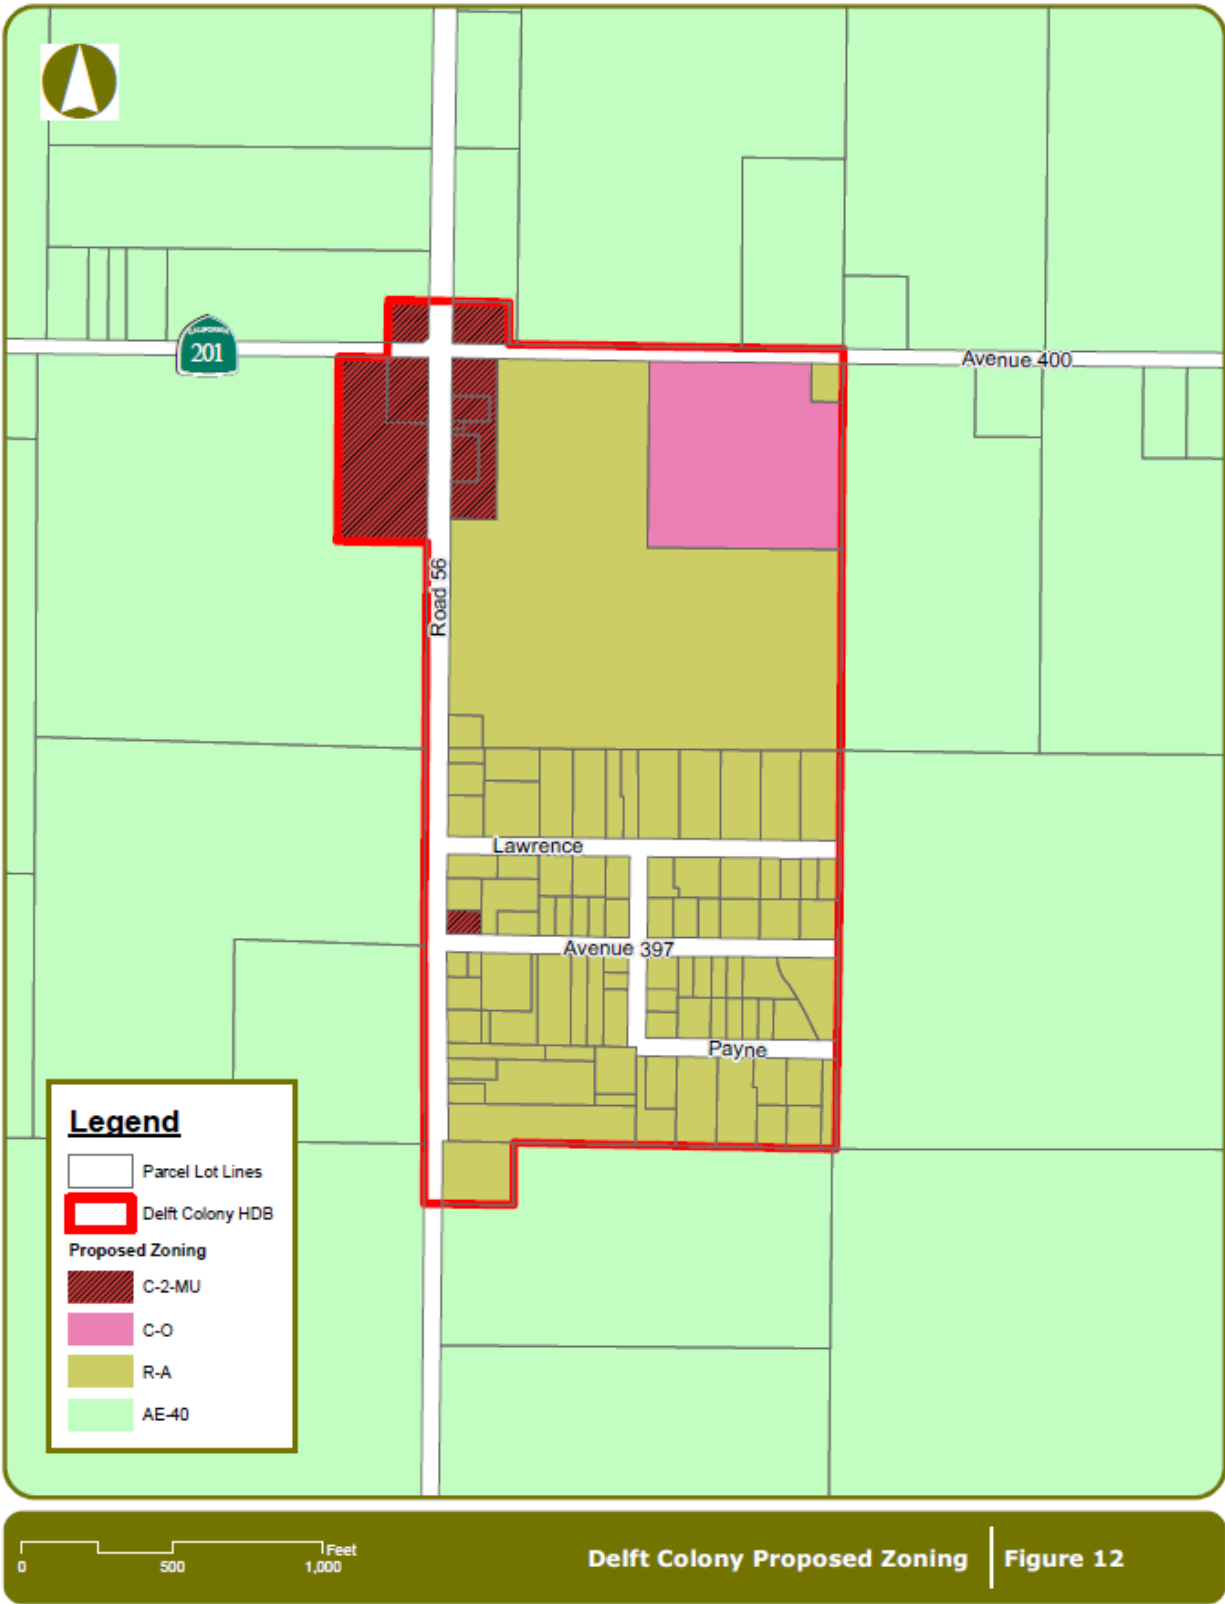 CALIFORNIA
201
Avenue 400
Road 56
Lawrence
Avenue 397
Payne
Legend
Parcel Lot Lines
Delft Colony HDB
Proposed Zoning
C-2-MU
C-O
R-A
AE-40
Feet
0 500 1,000
Delft Colony Proposed Zoning
Figure 12